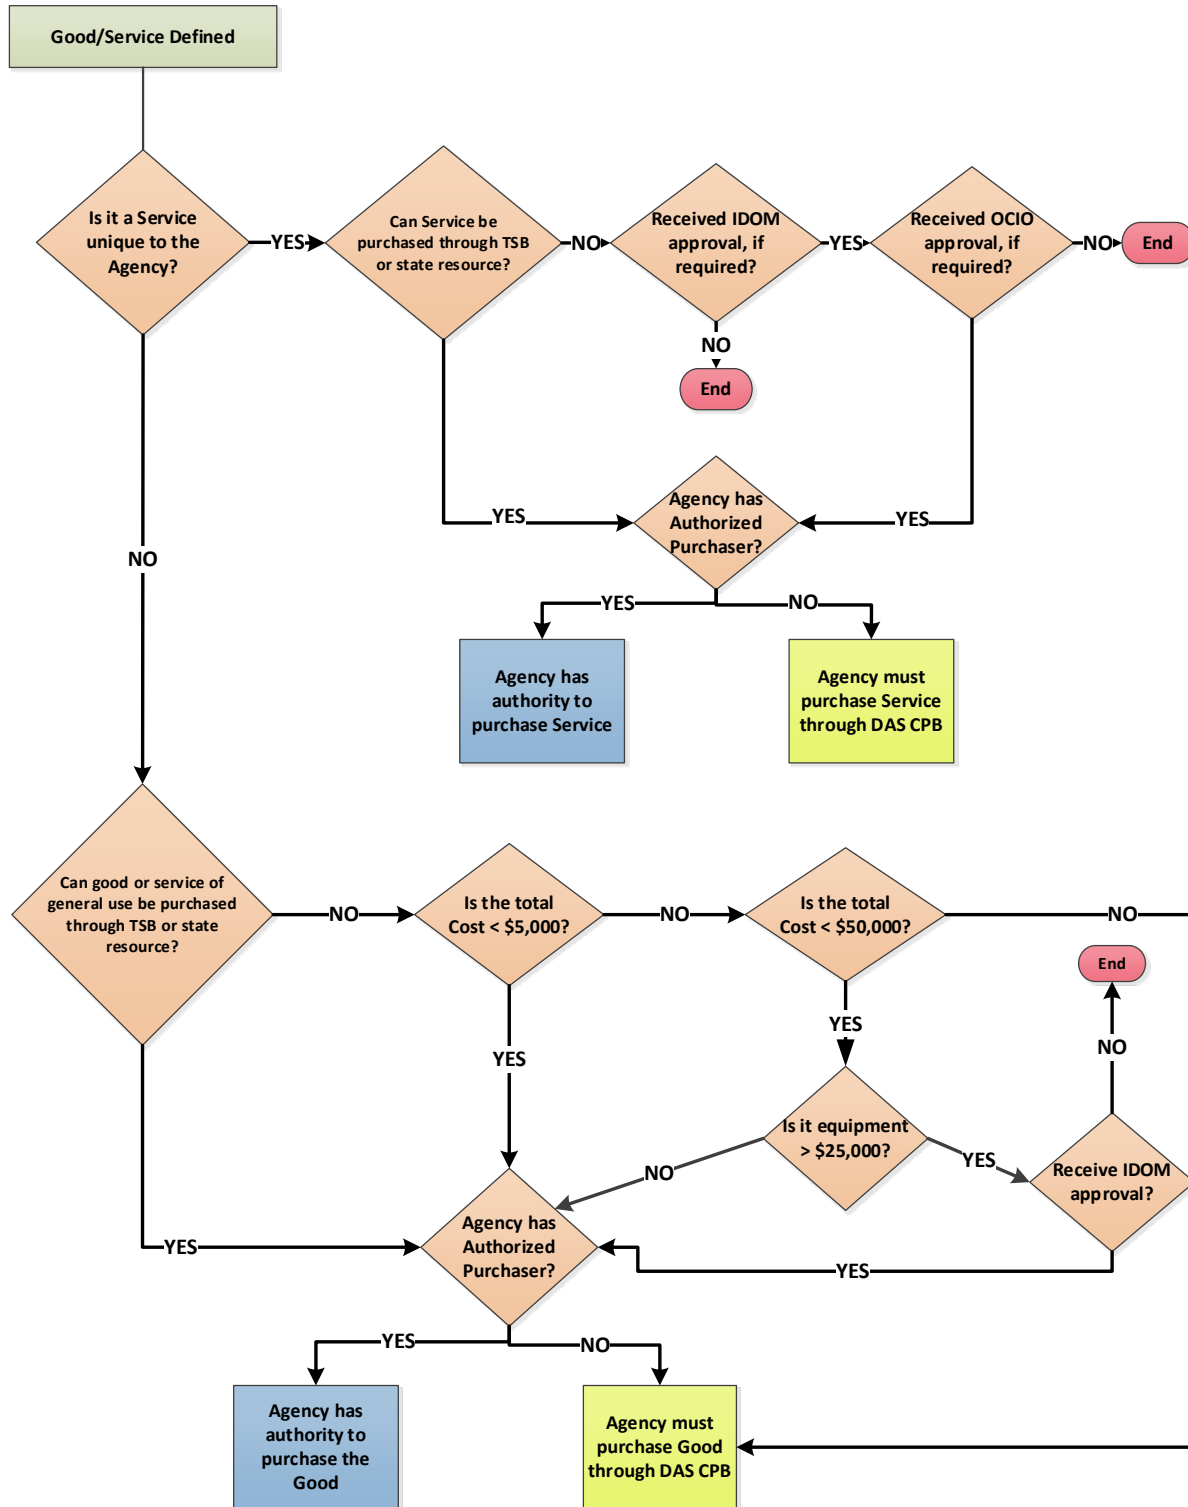 Good/Service Defined
Is it a Service
unique to the
Agency?
YES
Can Service be
purchased through TSB
or state resource?
NO
Received IDOM
approval, if
required?
YES
Received OCIO
approval, if
required?
NO
End
NO
End
YES
Agency has
Authorized
Purchaser?
YES
YES
NO
Agency has
authority to
purchase Service
Agency must
purchase Service
through DAS CPB
NO
Can good or service of
general use be purchased
through TSB or state
resource?
NO
Is the total
Cost < $5,000?
NO
Is the total
Cost < $50,000?
NO
End
YES
YES
NO
Is it equipment
> $25,000?
NO
YES
Receive IDOM
approval?
YES
Agency has
Authorized
Purchaser?
YES
YES
NO
Agency has
authority to
purchase the
Good
Agency must
purchase Good
through DAS CPB